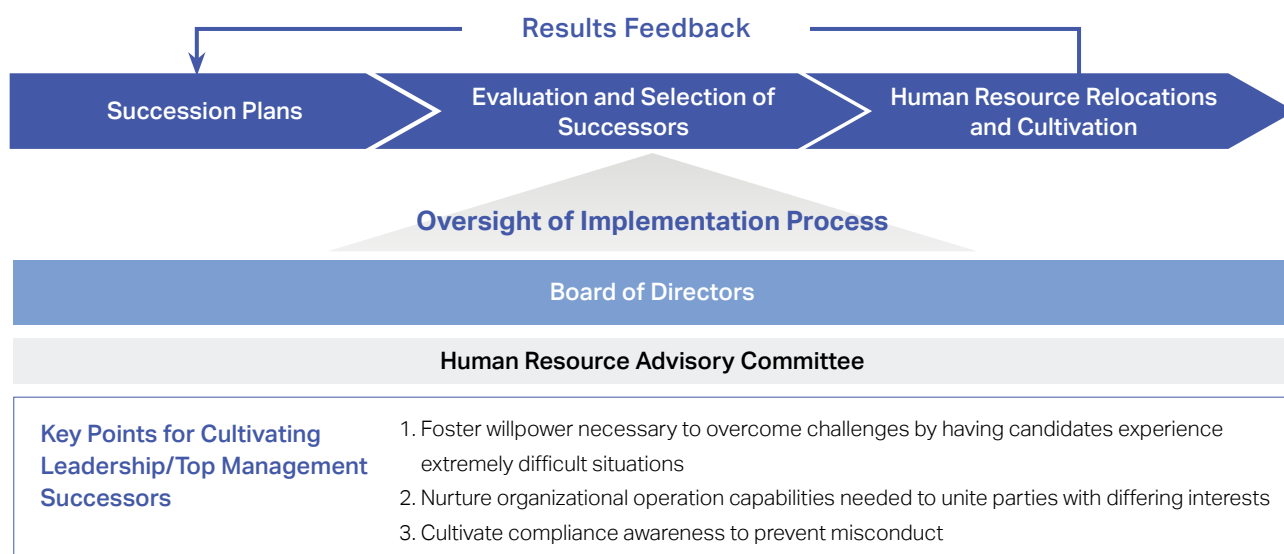 Results Feedback
Succession Plans
Evaluation and Selection of
Successors
Human Resource Relocations
and Cultivation
Oversight of Implementation Process
Board of Directors
Human Resource Advisory Committee
Key Points for Cultivating
Leadership/Top Management
Successors
1. Foster willpower necessary to overcome challenges by having candidates experience
extremely difficult situations
2. Nurture organizational operation capabilities needed to unite parties with differing interests
3. Cultivate compliance awareness to prevent misconduct